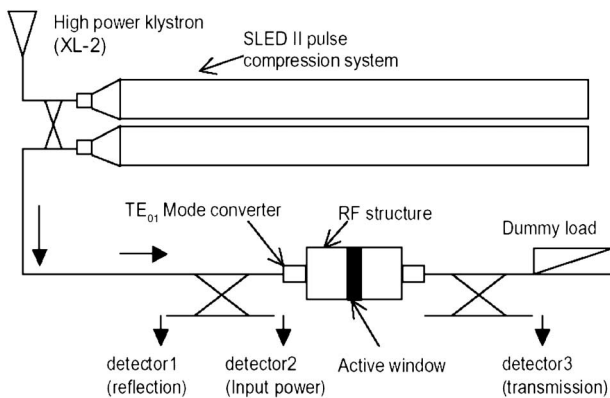 High power klystron
(XL-2)
SLED II pulse
compression system
TE₀₁ Mode converter
RF structure
Dummy load
detector1
(reflection)
detector2
(Input power)
Active window
detector3
(transmission)